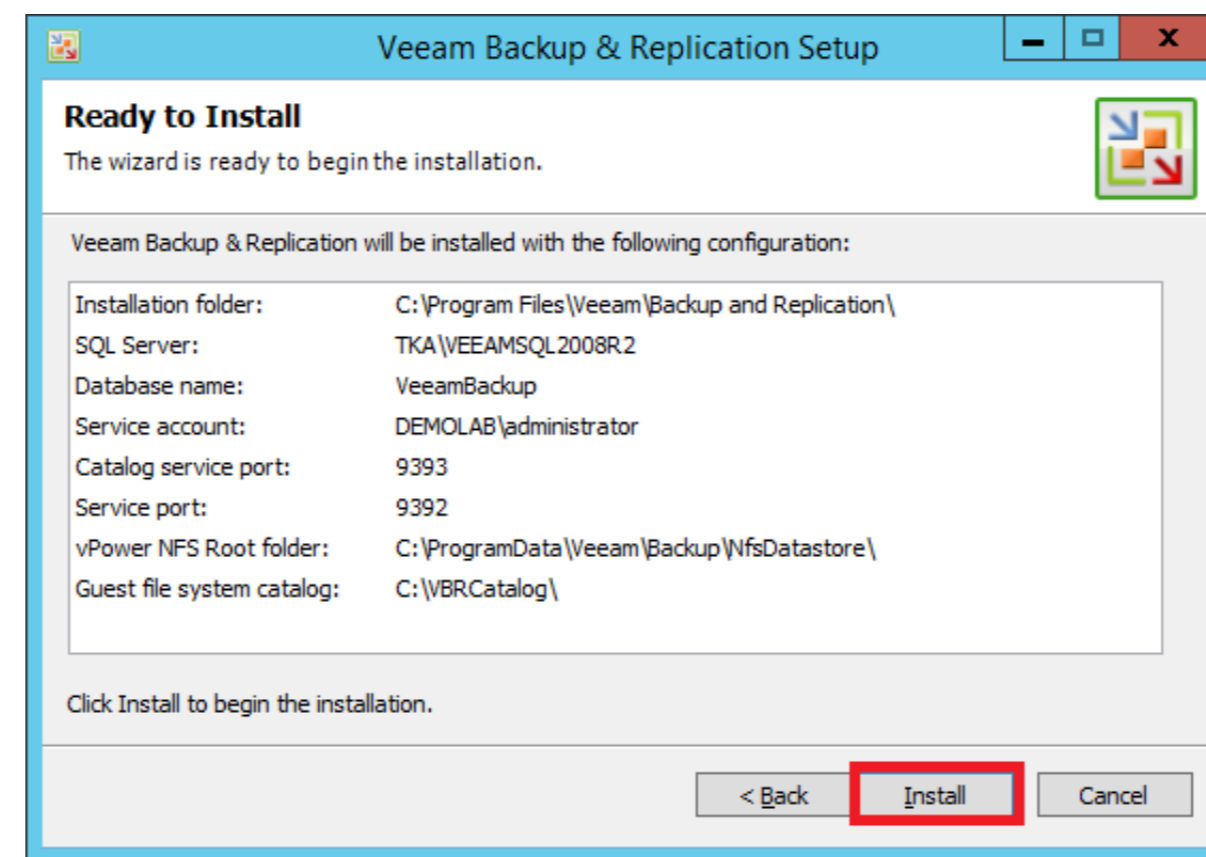 Veeam Backup & Replication Setup
Ready to Install
The wizard is ready to begin the installation.
Veeam Backup & Replication will be installed with the following configuration:
Installation folder: C:\Program Files\Veeam\Backup and Replication\
SQL Server: TKA\VEEAMSQL2008R2
Database name: VeeamBackup
Service account: DEMOLAB\administrator
Catalog service port: 9393
Service port: 9392
vPower NFS Root folder: C:\ProgramData\Veeam\Backup\NfsDatastore\
Guest file system catalog: C:\VBRCatalog\
Click Install to begin the installation.
< Back Install Cancel